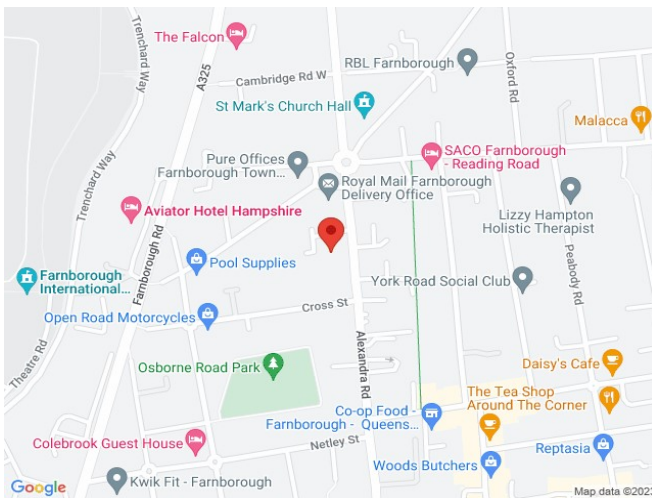 Trenchard Way
The Falcon
A325
RBL Farnborough
Oxford Rd
Cambridge Rd W
St Mark's Church Hall
Malacca
SACO Farnborough
- Reading Road
Pure Offices
Farnborough Town...
Royal Mail Farnborough
Delivery Office
Trenchard Way
Aviator Hotel Hampshire
Lizzy Hampton
Holistic Therapist
Farnborough Rd
Pool Supplies
Peabody Rd
Farnborough
International...
York Road Social Club
Cross St
Open Road Motorcycles
Theatre Rd
Alexandra Rd
Osborne Road Park
Daisy's Cafe
The Tea Shop
Around The Corner
Co-op Food -
Farnborough - Queens...
Colebrook Guest House
Netley St
Reptasia
Woods Butchers
Kwik Fit - Farnborough
Google
Map data ©202